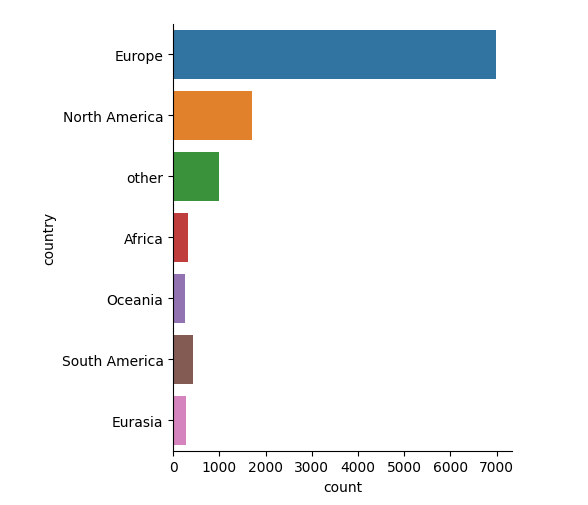 Europe
North America
other
Africa
Oceania
South America
Eurasia
country
0 1000 2000 3000 4000 5000 6000 7000
count